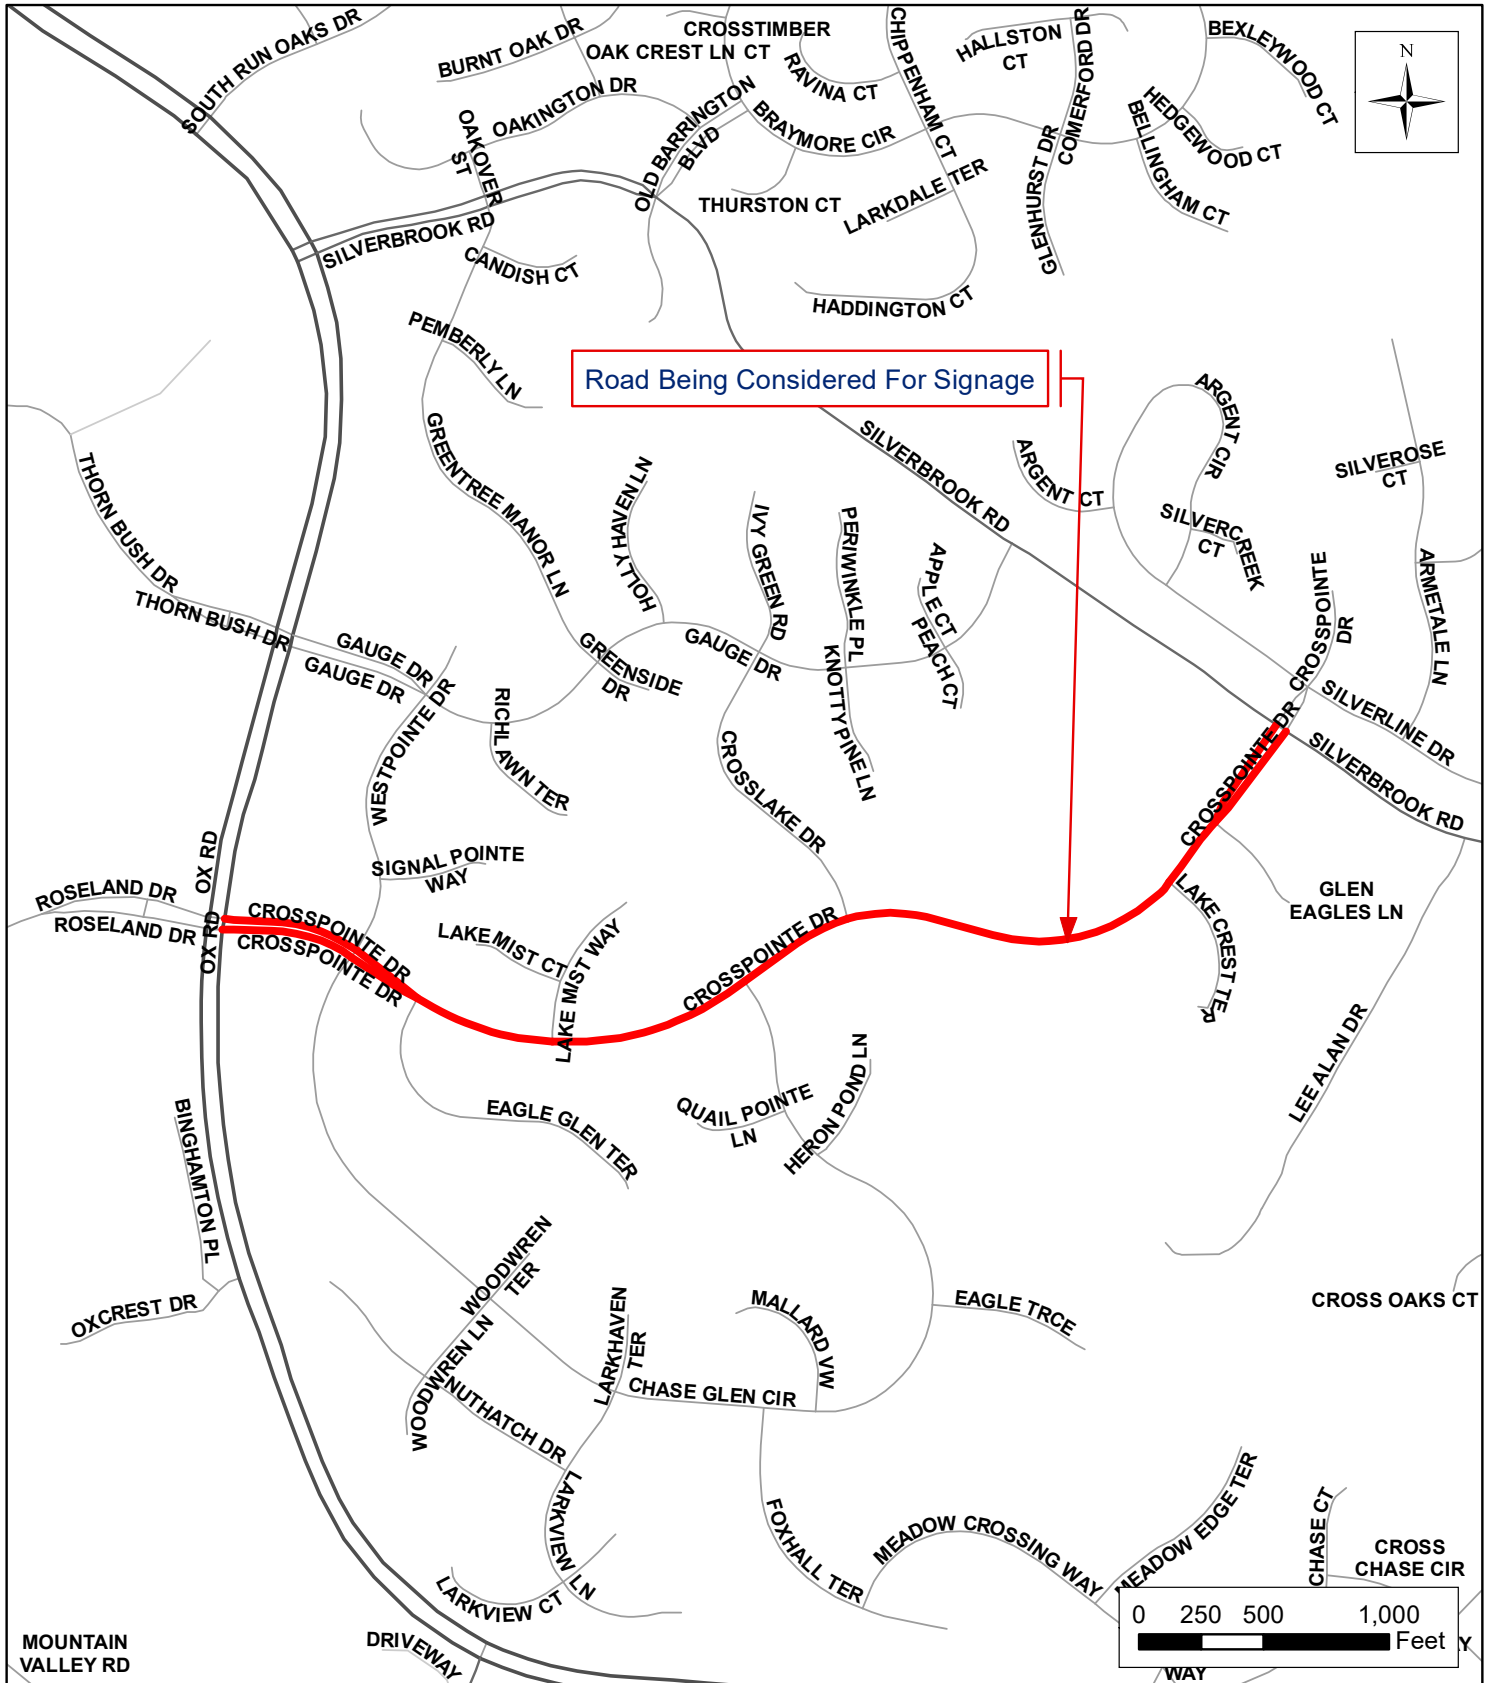 SOUTH RUN OAKS DR
BURNT OAK DR
CROSSTIMBER
OAK CREST LN CT
RAVINA CT
CHIPPENHAM CT
HALLSTON
CT
COMERFORD DR
BEXLEYWOOD CT
N
OAKINGTON DR
OAKOVER
ST
OLD BARRINGTON
BLVD
BRAYMORE CIR
HEDGEWOOD CT
BELLINGHAM CT
GLENHURST DR
THURSTON CT
LARKDALE TER
SILVERBROOK RD
CANDISH CT
HADDINGTON CT
PEMBERLY LN
Road Being Considered For Signage
ARGENT CIR
SILVERBROOK RD
ARGENT CT
SILVEROSE
CT
SILVERCREEK
CT
THORN BUSH DR
GREENTREE MANOR LN
HOLLY HAVEN LN
IVY GREEN RD
PERIWINKLE PL
APPLE CT
PEACH CT
CROSSPOINTE
DR
ARMETALE LN
THORN BUSH DR
GAUGE DR
GAUGE DR
GREENSIDE
DR
GAUGE DR
KNOTTY PINE LN
WESTPOINTE DR
RICHLAWN TER
CROSSLAKE DR
SILVERLINE DR
CROSSPOINTE DR
SILVERBROOK RD
OX RD
SIGNAL POINTE
WAY
ROSELAND DR
ROSELAND DR
OX RD
CROSSPOINTE DR
CROSSPOINTE DR
LAKE MIST CT
LAKE MIST WAY
CROSSPOINTE DR
LAKE CREST TER
GLEN
EAGLES LN
LEE ALAN DR
BINGHAMTON PL
EAGLE GLEN TER
QUAIL POINTE
LN
HERON POND LN
OXCREST DR
WOODWREN
TER
WOODWREN LN
LARKHAVEN
TER
MALLARD VW
EAGLE TRCE
CROSS OAKS CT
NUTHATCH DR
CHASE GLEN CIR
LARKVIEW LN
LARKVIEW CT
FOXHALL TER
MEADOW CROSSING WAY
MEADOW EDGE TER
CHASE CT
CROSS
CHASE CIR
MOUNTAIN
VALLEY RD
DRIVEWAY
0 250 500 1,000
Feet
Y
WAY